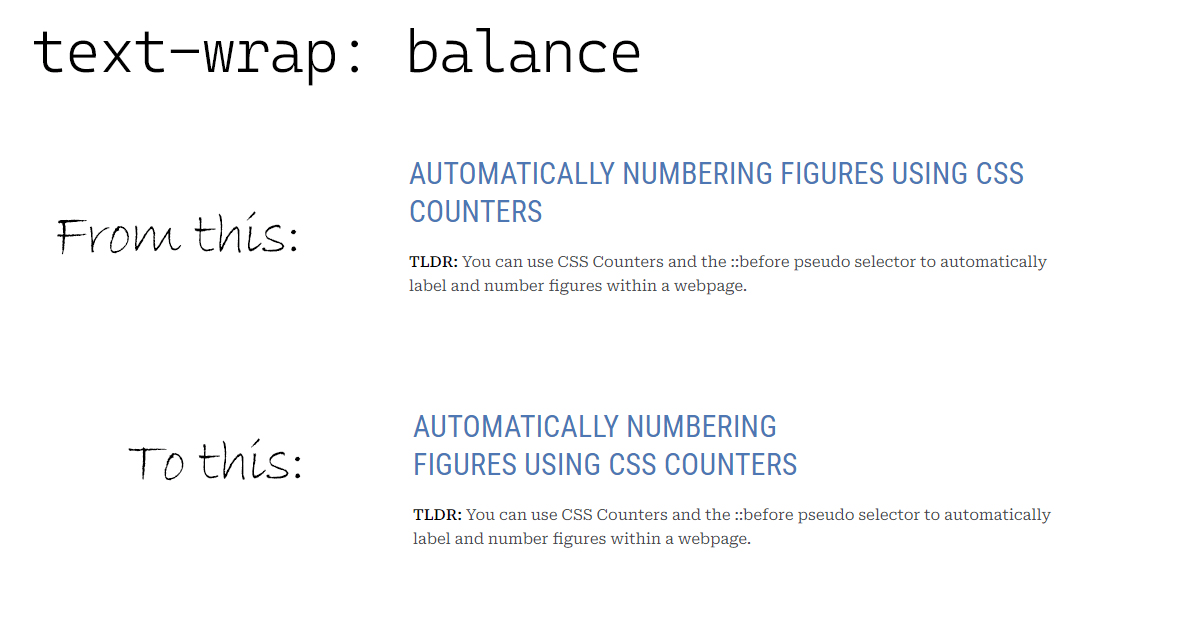 text-wrap: balance
From this:
AUTOMATICALLY NUMBERING FIGURES USING CSS
COUNTERS
TLDR: You can use CSS Counters and the ::before pseudo selector to automatically
label and number figures within a webpage.
To this:
AUTOMATICALLY NUMBERING
FIGURES USING CSS COUNTERS
TLDR: You can use CSS Counters and the ::before pseudo selector to automatically
label and number figures within a webpage.